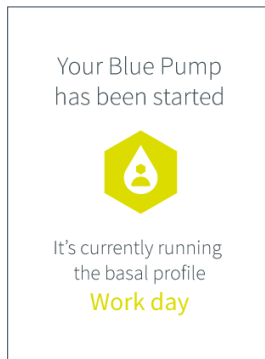 Your Blue Pump
has been started
It's currently running
the basal profile
Work day